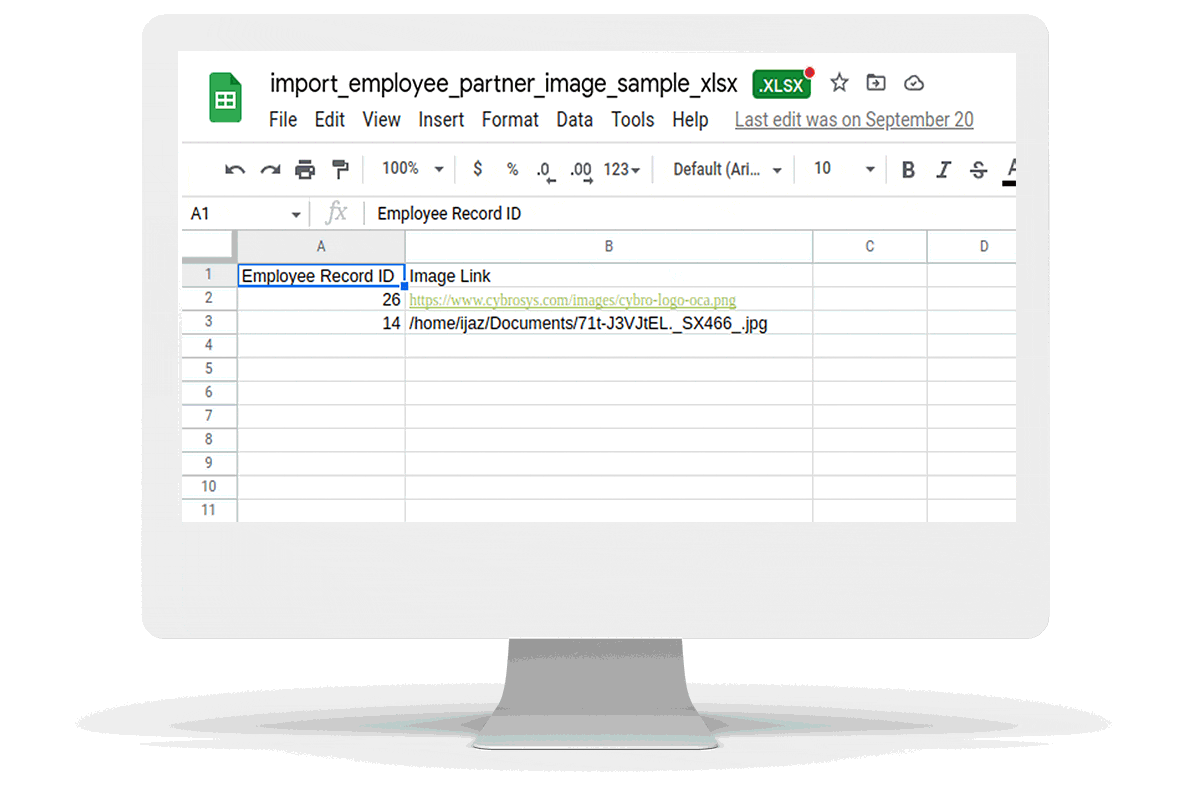 import_employee_partner_image_sample_xlsx .XLSX
File Edit View Insert Format Data Tools Help Last edit was on September 20
100% $ % .0 .00 123 Default (Ari... 10 B I S A
A1 fx Employee Record ID
A B C D
1 Employee Record ID Image Link
2 26 https://www.cybrosys.com/images/cybro-logo-oca.png
3 14 /home/ijaz/Documents/71t-J3VJtEL._SX466_.jpg
4
5
6
7
8
9
10
11